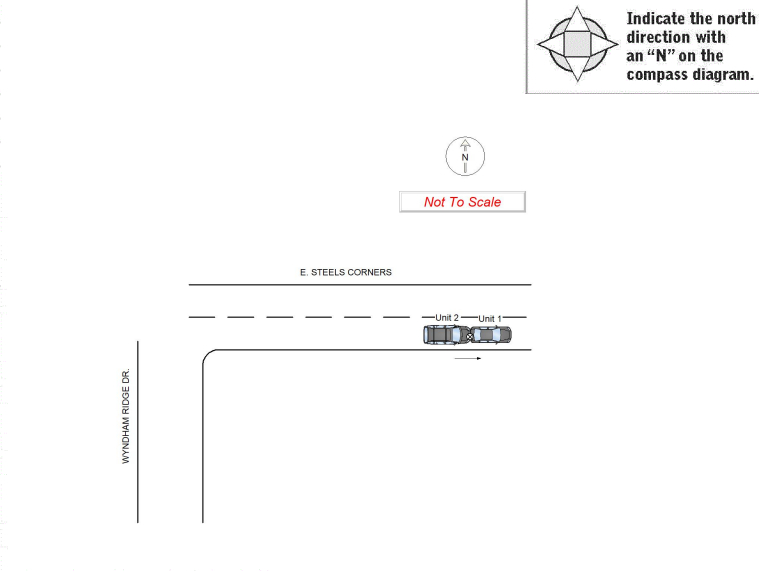 Indicate the north
direction with
an “N” on the
compass diagram.
N
Not To Scale
E. STEELS CORNERS
Unit 2
Unit 1
WYNDHAM RIDGE DR.